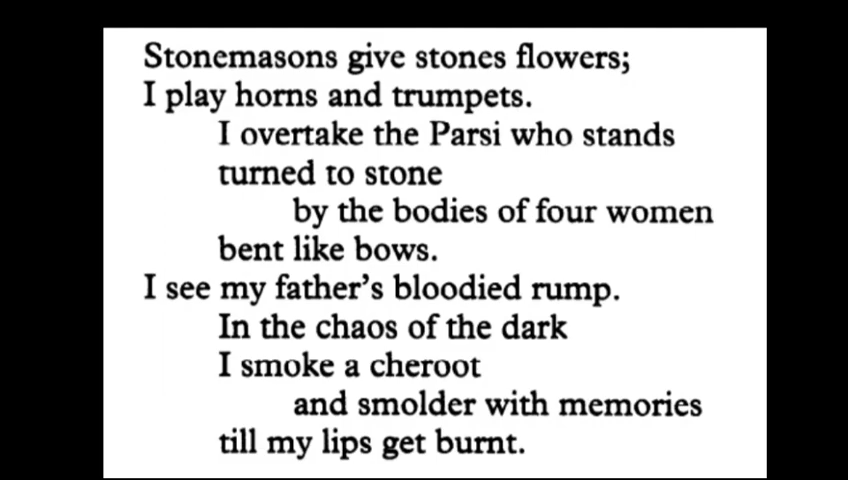 Stonemasons give stones flowers;
I play horns and trumpets.
I overtake the Parsi who stands
turned to stone
by the bodies of four women
bent like bows.
I see my father's bloodied rump.
In the chaos of the dark
I smoke a cheroot
and smolder with memories
till my lips get burnt.